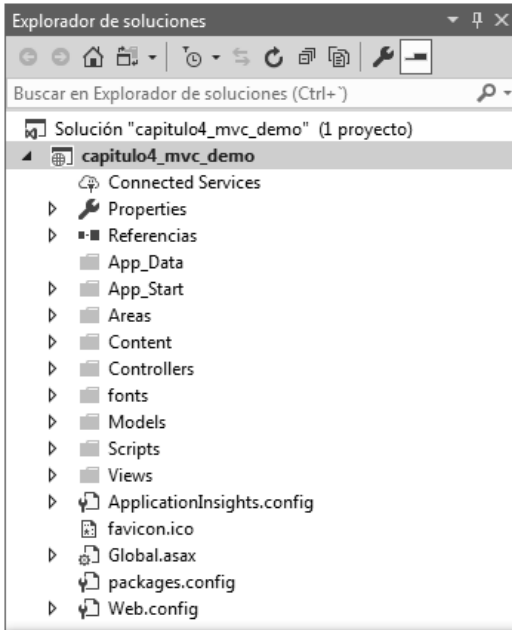 Explorador de soluciones
Buscar en Explorador de soluciones (Ctrl+`)
Solución "capitulo4_mvc_demo" (1 proyecto)
capitulo4_mvc_demo
Connected Services
Properties
Referencias
App_Data
App_Start
Areas
Content
Controllers
fonts
Models
Scripts
Views
ApplicationInsights.config
favicon.ico
Global.asax
packages.config
Web.config